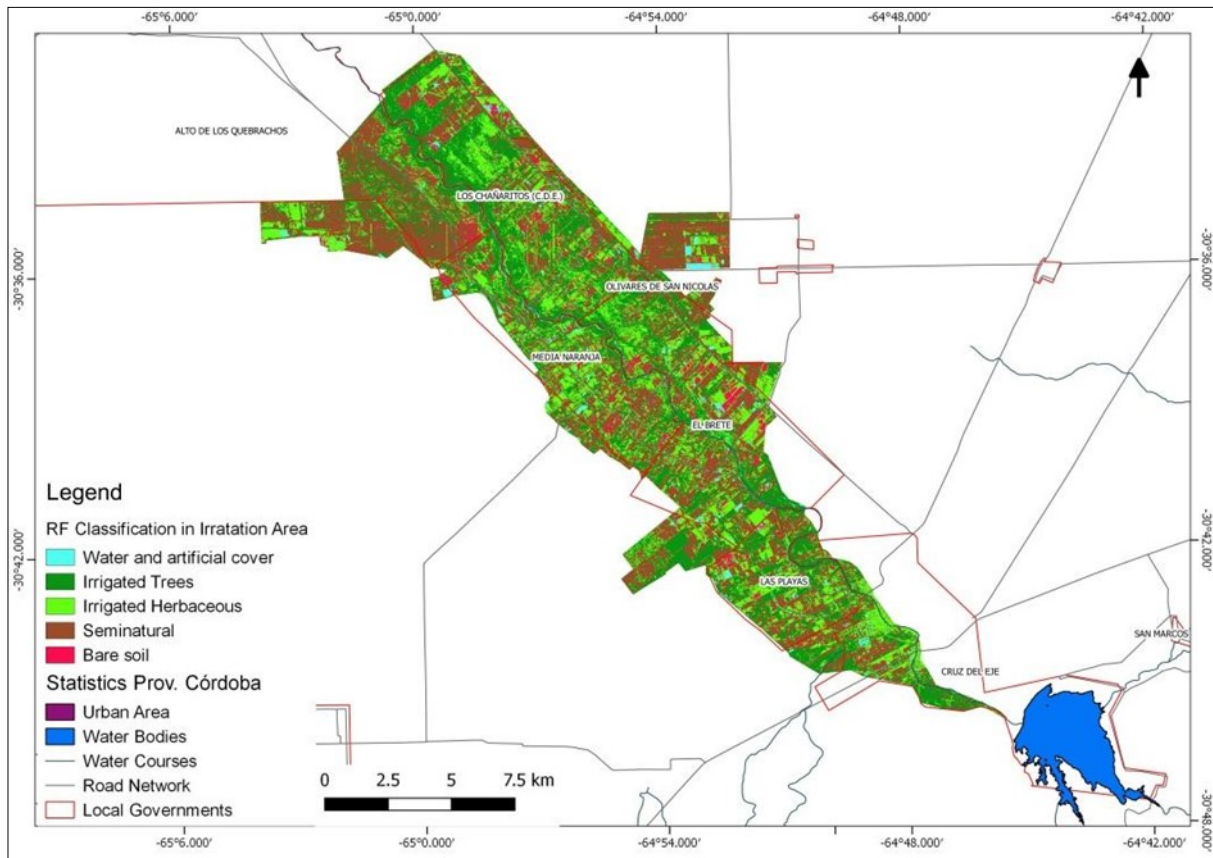 -65°6.000'
-65°0.000'
-64°54.000'
-64°48.000'
-64°42.000'
ALTO DE LOS QUEBRACHOS
LOS CHAÑARITOS (C.D.E.)
-30°36.000'
-30°36.000'
OLIVARES DE SAN NICOLAS
MEDIA NARANJA
EL BRETE
Legend
RF Classification in Irratation Area
Water and artificial cover
Irrigated Trees
Irrigated Herbaceous
Seminatural
Bare soil
Statistics Prov. Córdoba
Urban Area
Water Bodies
Water Courses
Road Network
Local Governments
-30°42.000'
-30°42.000'
LAS PLAYAS
SAN MARCOS
CRUZ DEL EJE
0 2.5 5 7.5 km
-30°48.000'
-65°6.000'
-65°0.000'
-64°54.000'
-64°48.000'
-64°42.000'